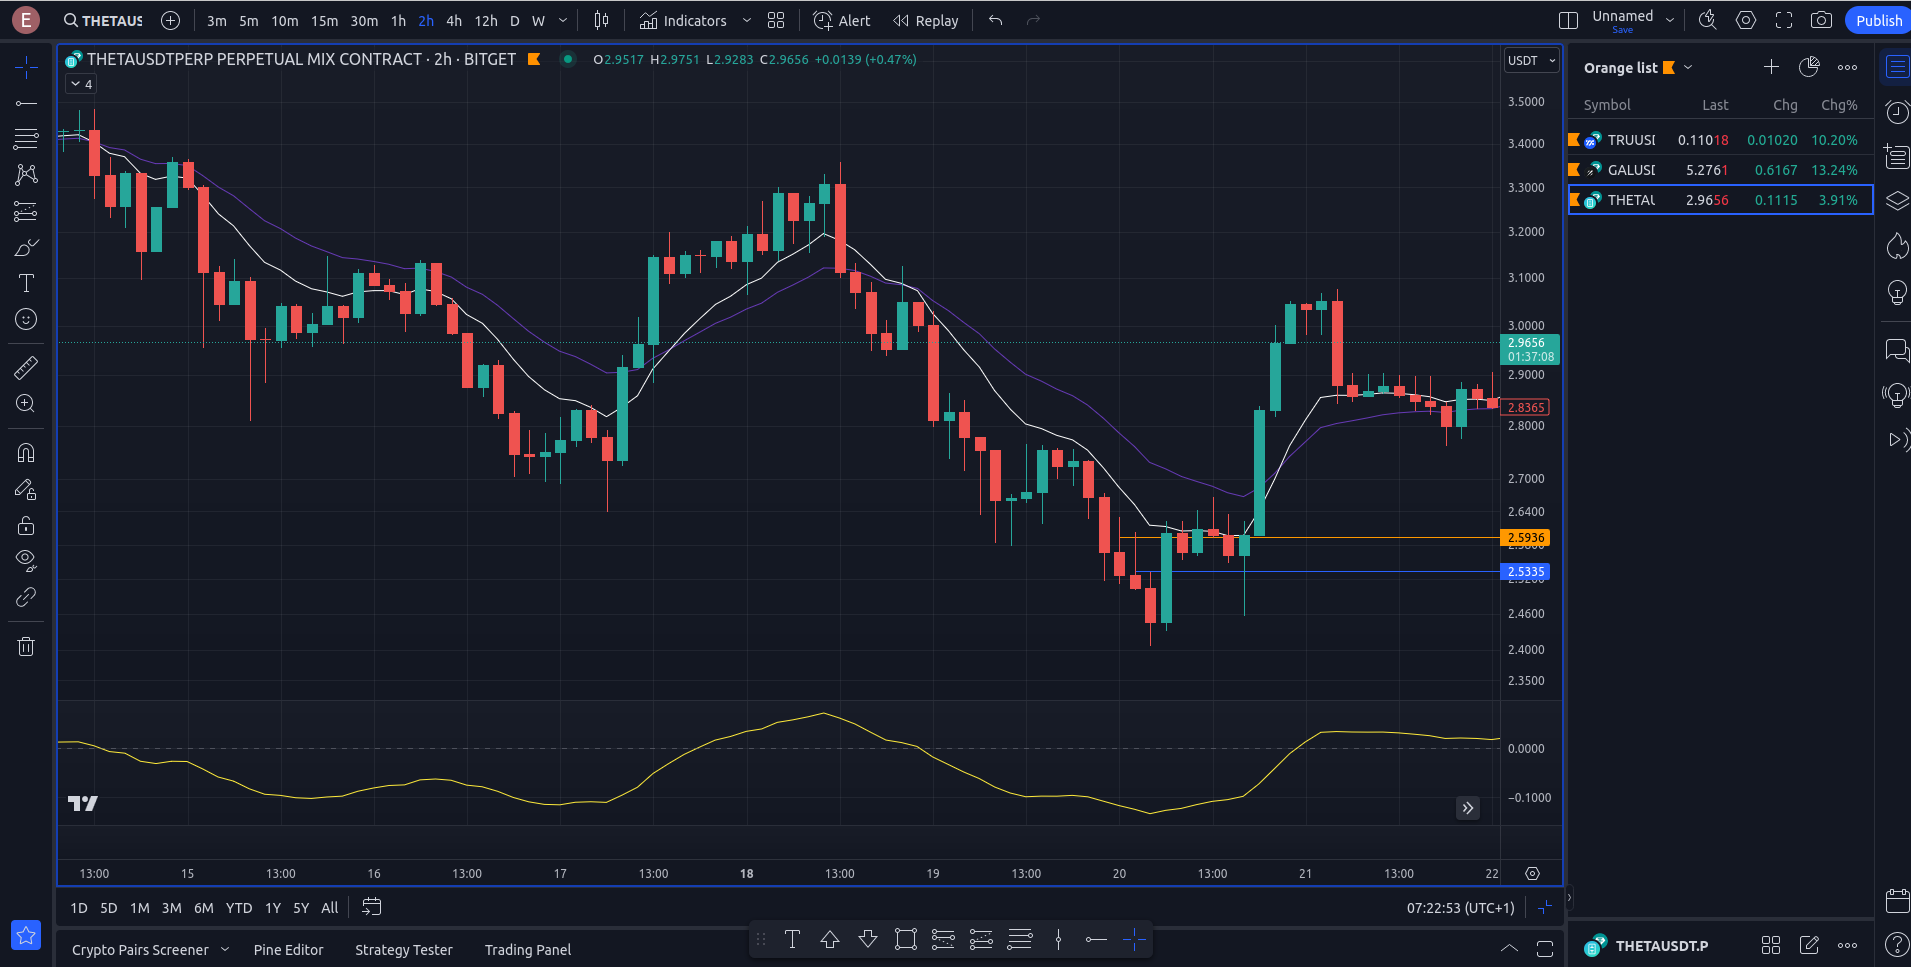 E THETAUS 3m 5m 10m 15m 30m 1h 2h 4h 12h D W Indicators Alert Replay Unnamed Publish
Save
THETAUSDTPERP PERPETUAL MIX CONTRACT · 2h · BITGET O2.9517 H2.9751 L2.9283 C2.9656 +0.0139 (+0.47%) USDT
4
3.5000
3.4000
3.3000
3.2000
3.1000
3.0000
2.9656
01:37:08
2.9000
2.8365
2.8000
2.7000
2.6400
2.5936
2.5335
2.4600
2.4000
2.3500
0.0000
−0.1000
13:00 15 13:00 16 13:00 17 13:00 18 13:00 19 13:00 20 13:00 21 13:00 22
1D 5D 1M 3M 6M YTD 1Y 5Y All 07:22:53 (UTC+1)
Crypto Pairs Screener Pine Editor Strategy Tester Trading Panel
Orange list
Symbol Last Chg Chg%
TRUUSD 0.11018 0.01020 10.20%
GALUSD 5.2761 0.6167 13.24%
THETAU 2.9656 0.1115 3.91%
THETAUSDT.P